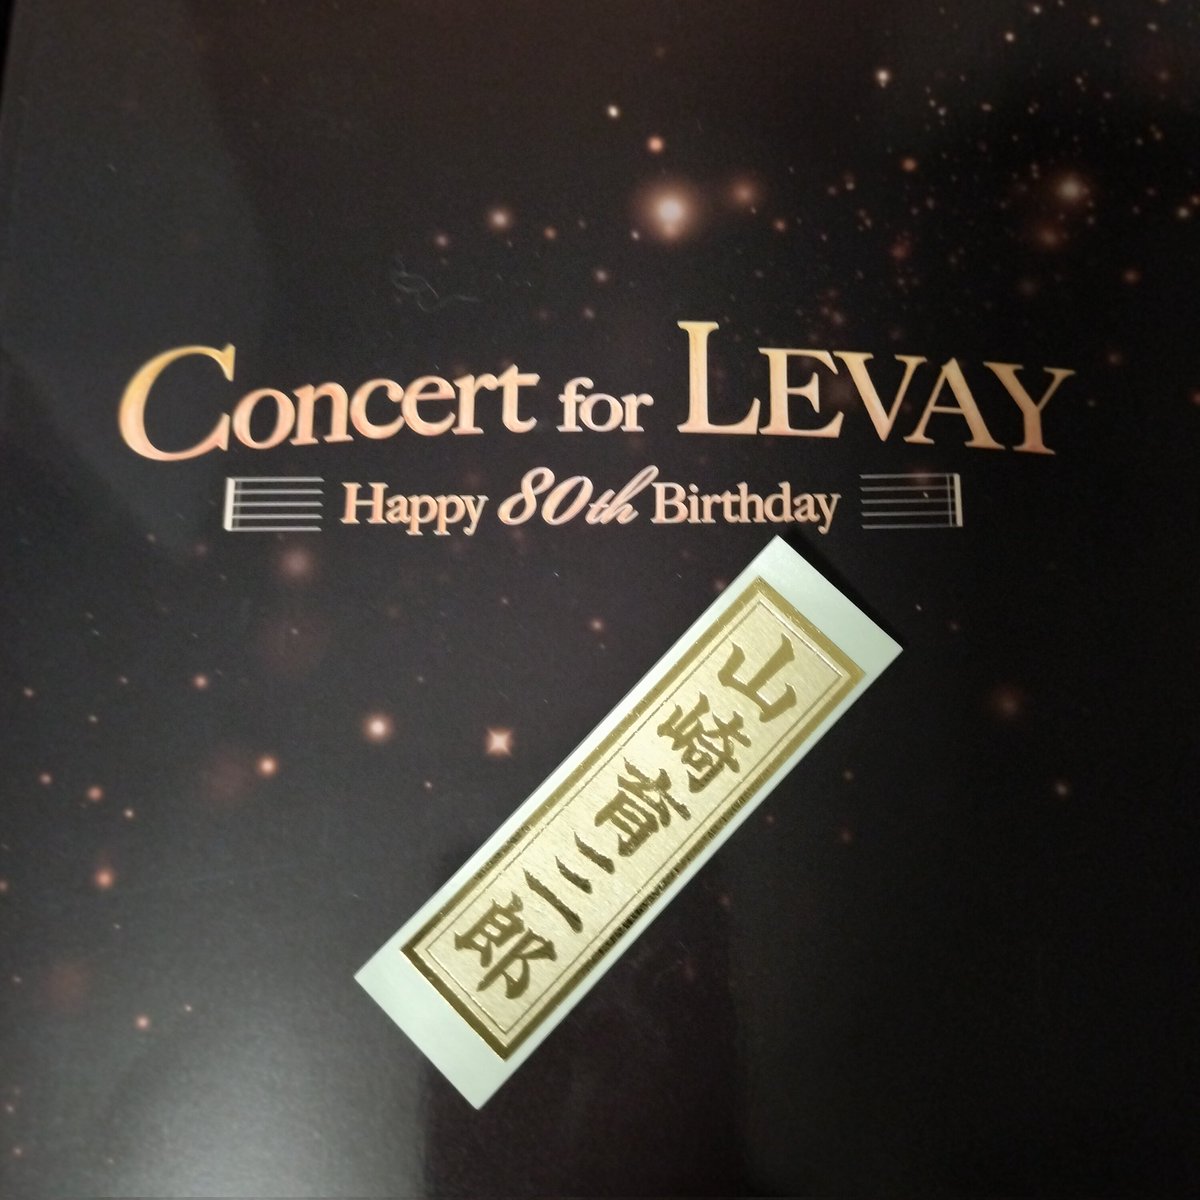 Concert for LEVAY
Happy 80th Birthday
山崎育三郎